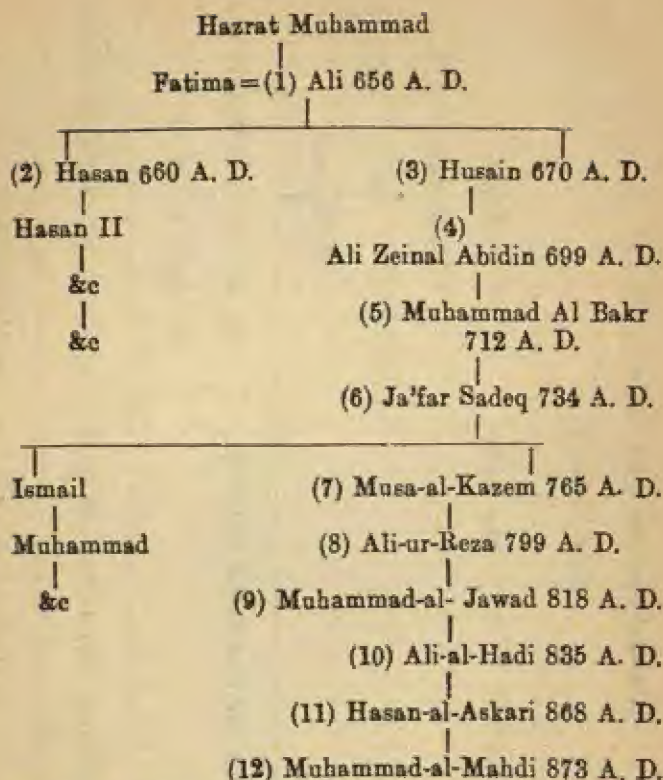 Hazrat Muhammad
Fatima=(1) Ali 656 A. D.
(2) Hasan 660 A. D. (3) Husain 670 A. D.
Hasan II (4)
Ali Zeinal Abidin 699 A. D.
&c (5) Muhammad Al Bakr
&c 712 A. D.
(6) Ja'far Sadeq 734 A. D.
Ismail (7) Musa-al-Kazem 765 A. D.
Muhammad (8) Ali-ur-Reza 799 A. D.
&c (9) Muhammad-al- Jawad 818 A. D.
(10) Ali-al-Hadi 835 A. D.
(11) Hasan-al-Askari 868 A. D.
(12) Muhammad-al-Mahdi 873 A. D.